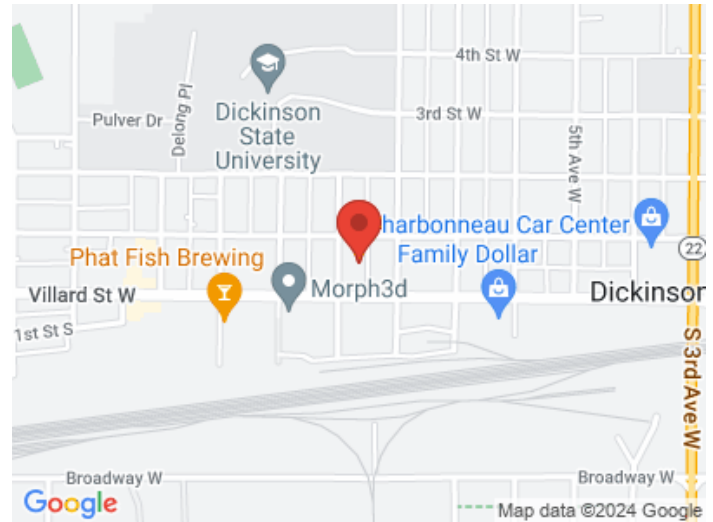 4th St W
3rd St W
Dickinson
State
University
Delong Pl
Pulver Dr
5th Ave W
harbonneau Car Center
Family Dollar
22
Phat Fish Brewing
Morph3d
Villard St W
Dickinson
1st St S
S 3rd Ave W
Broadway W
Broadway W
Google
Map data ©2024 Google